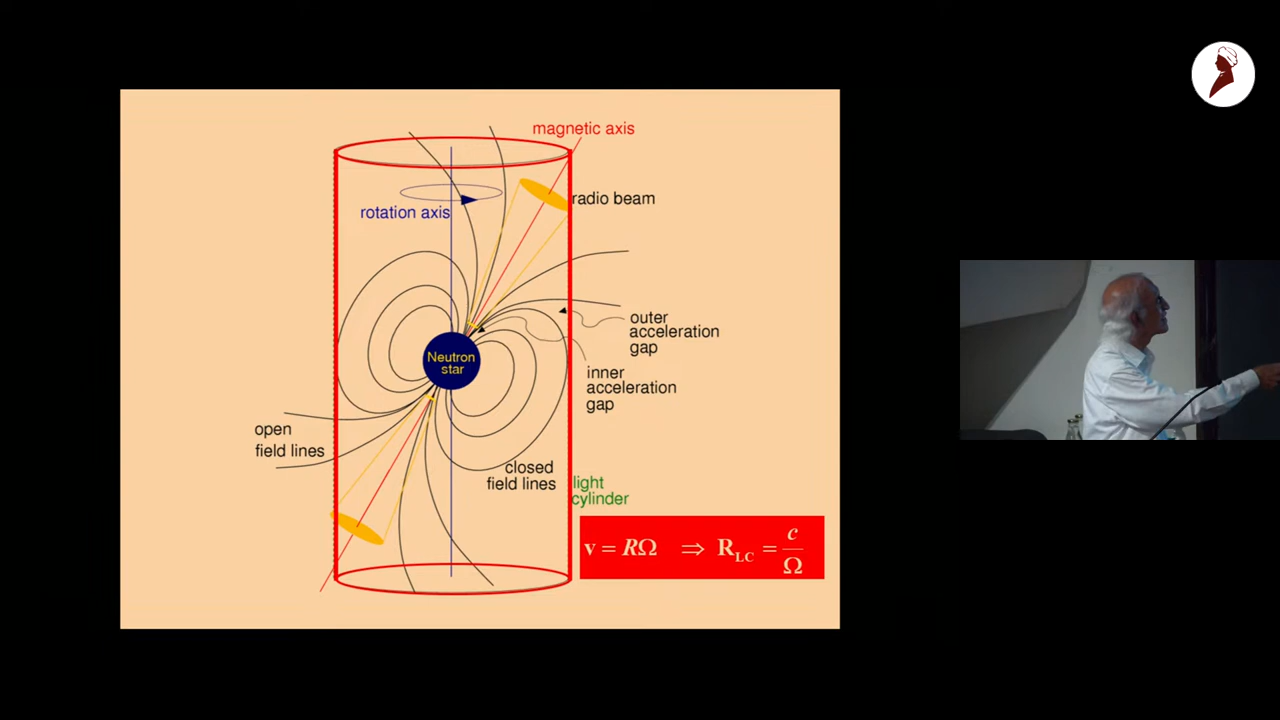 magnetic axis
radio beam
rotation axis
outer
acceleration
gap
Neutron
star
inner
acceleration
gap
open
field lines
closed
field lines
light
cylinder
v = RΩ ⇒ R_LC = c/Ω